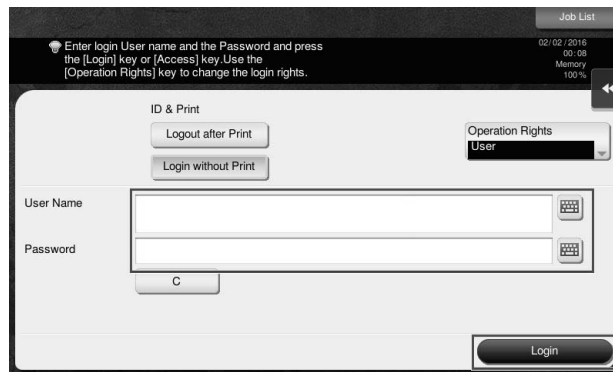 Job List
Enter login User name and the Password and press
the [Login] key or [Access] key.Use the
[Operation Rights] key to change the login rights.
02/02/2016
00:08
Memory
100%
ID & Print
Logout after Print
Login without Print
Operation Rights
User
User Name
Password
C
Login